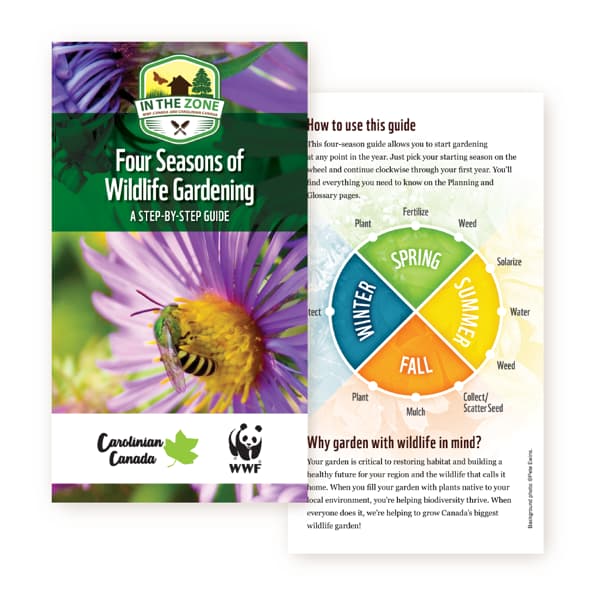 IN THE ZONE
WWF-CANADA AND CAROLINIAN CANADA
Four Seasons of
Wildlife Gardening
A STEP-BY-STEP GUIDE
Carolinian
Canada
WWF
How to use this guide
This four-season guide allows you to start gardening
at any point in the year. Just pick your starting season on the
wheel and continue clockwise through your first year. You'll
find everything you need to know on the Planning and
Glossary pages.
Fertilize
Plant
Weed
Solarize
SPRING
WINTER
SUMMER
FALL
tect
Water
Weed
Plant
Mulch
Collect/
Scatter Seed
Why garden with wildlife in mind?
Your garden is critical to restoring habitat and building a
healthy future for your region and the wildlife that calls it
home. When you fill your garden with plants native to your
local environment, you're helping biodiversity thrive. When
everyone does it, we're helping to grow Canada's biggest
wildlife garden!
Background photo: ©Pete Ewins.